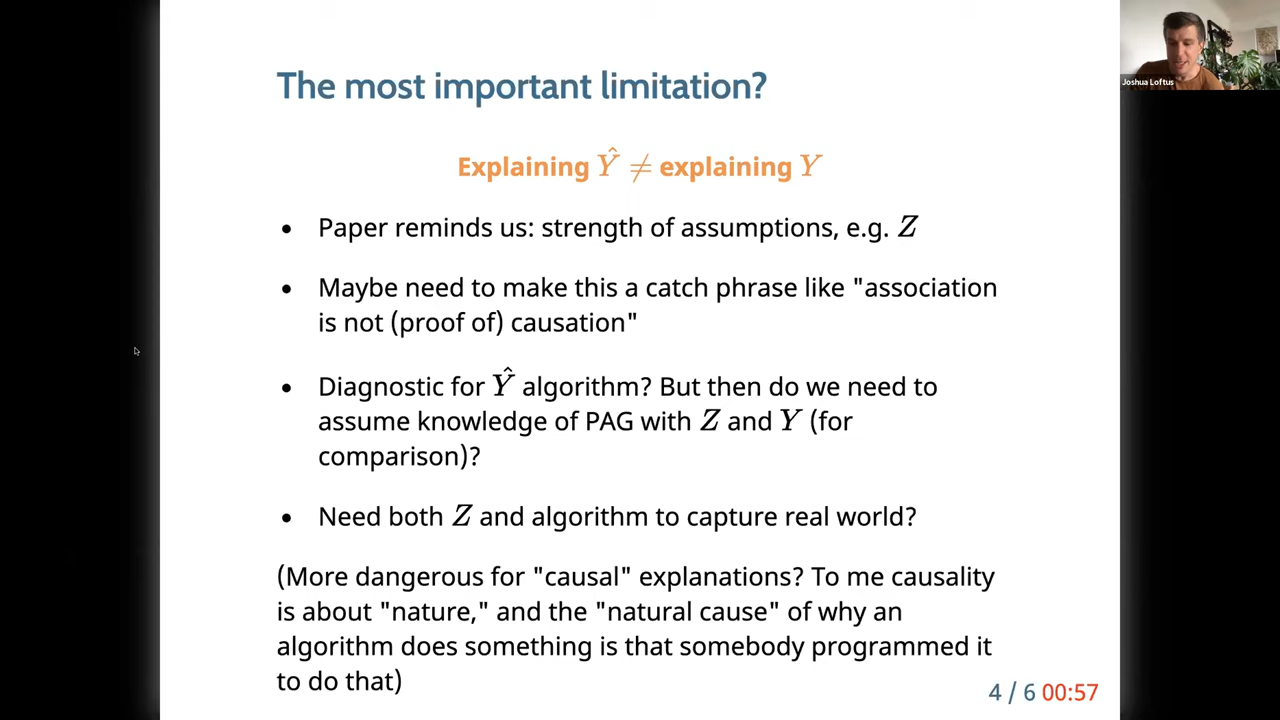 The most important limitation?
Joshua Loftus
Explaining Ŷ ≠ explaining Y
• Paper reminds us: strength of assumptions, e.g. Z
• Maybe need to make this a catch phrase like "association
is not (proof of) causation"
• Diagnostic for Ŷ algorithm? But then do we need to
assume knowledge of PAG with Z and Y (for
comparison)?
• Need both Z and algorithm to capture real world?
(More dangerous for "causal" explanations? To me causality
is about "nature," and the "natural cause" of why an
algorithm does something is that somebody programmed it
to do that)
4 / 6 00:57